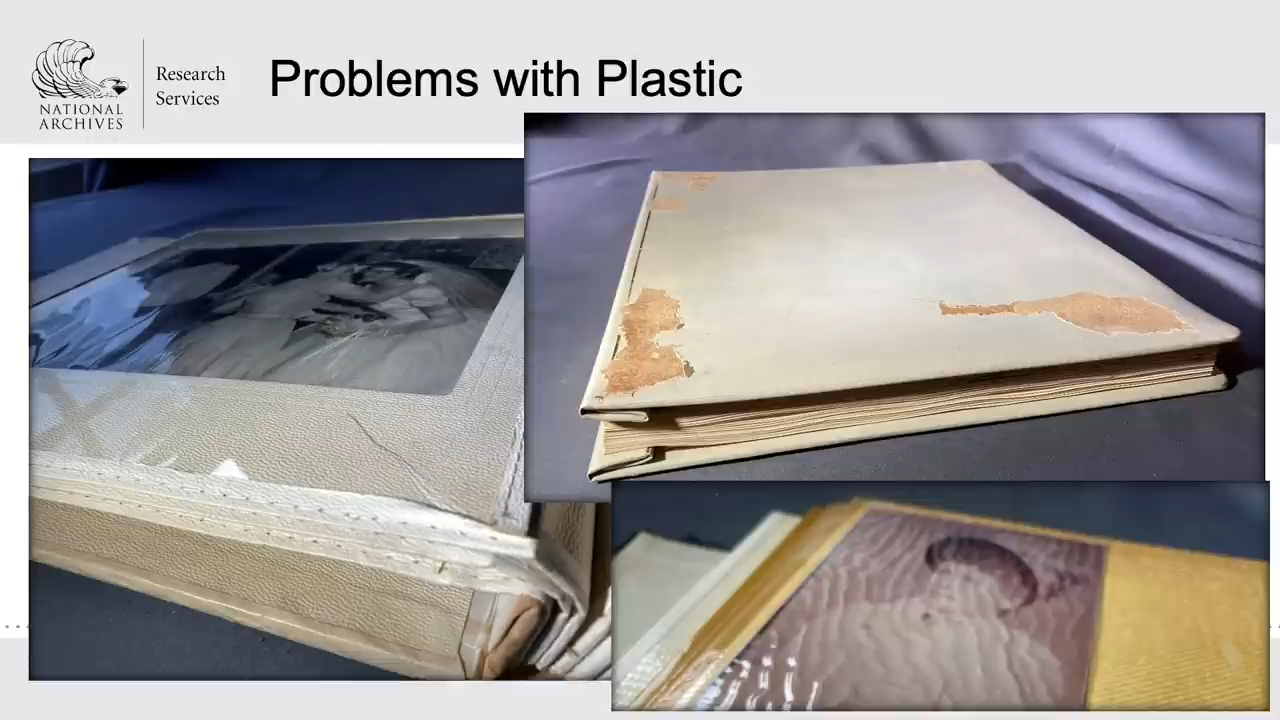 NATIONAL
ARCHIVES
Research
Services
Problems with Plastic